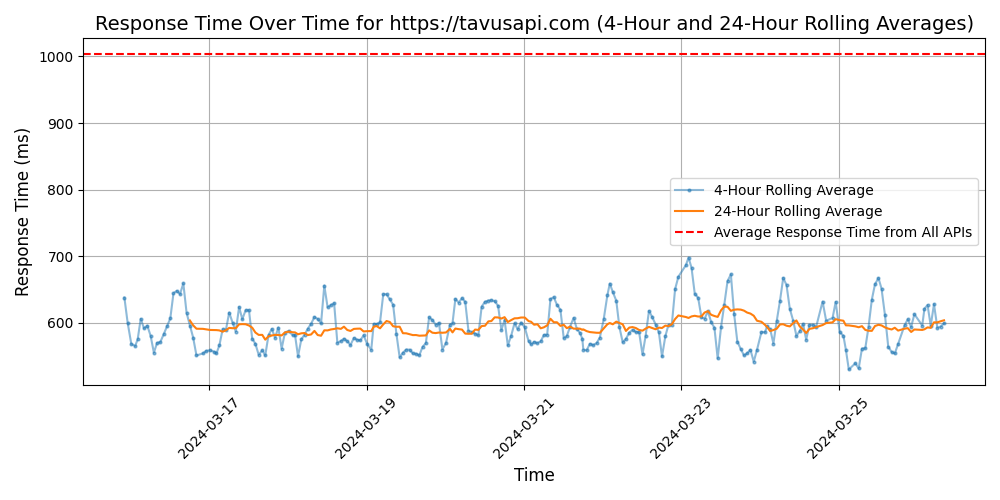 Response Time Over Time for https://tavusapi.com (4-Hour and 24-Hour Rolling Averages)
Response Time (ms)
1000
900
800
700
600
4-Hour Rolling Average
24-Hour Rolling Average
Average Response Time from All APIs
2024-03-17
2024-03-19
2024-03-21
2024-03-23
2024-03-25
Time